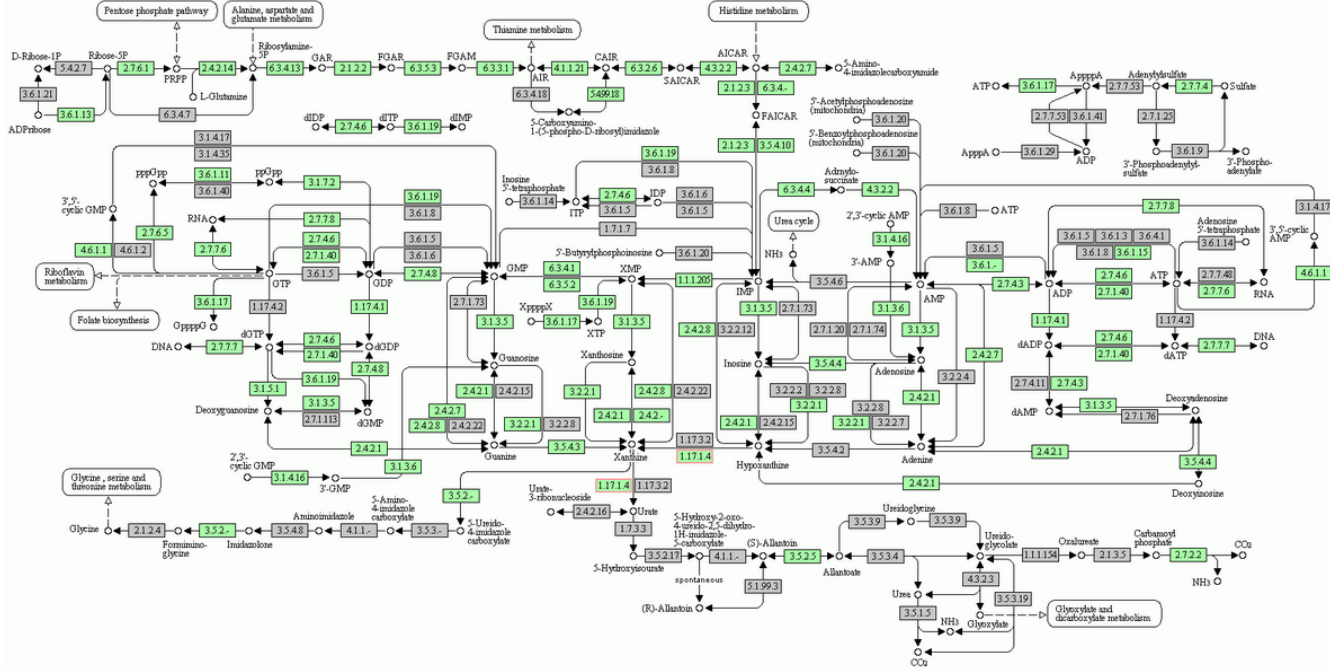 Pentose phosphate pathway
Alanine, aspartate and
glutamate metabolism
Histidine metabolism
Thiamine metabolism
D-Ribose-1P
Ribose-5P
Ribosylamine-
5P
PRPP
GAR
FGAR
FGAM
AIR
CAIR
SAICAR
AICAR
5-Amino-
4-imidazolecarboxyamide
5.4.2.7
2.7.6.1
2.4.2.14
6.3.4.13
2.1.2.2
6.3.5.3
6.3.3.1
4.1.1.21
6.3.2.6
4.3.2.2
2.4.2.7
L-Glutamine
3.6.1.21
3.6.1.13
6.3.4.7
ADPribose
6.3.4.18
5.4.99.18
5-Carboxyamino-
1-(5-phospho-D-ribosyl)imidazole
2.1.2.3
6.3.4.-
FAICAR
2.1.2.3
3.5.4.10
dIDP
2.7.4.6
dITP
3.6.1.19
dIMP
5'-Acetylphosphoadenosine
(mitochondria)
3.6.1.20
5'-Benzoylphosphoadenosine
(mitochondria)
3.6.1.20
ATP
3.6.1.17
AppppA
2.7.7.53
Adenylylsulfate
2.7.7.4
Sulfate
2.7.7.53
3.6.1.41
2.7.1.25
ApppA
3.6.1.29
ADP
3.6.1.9
3'-Phosphoadenylyl-
sulfate
3'-Phospho-
adenylate
3.1.4.17
3.1.4.35
pppGpp
3.6.1.11
3.6.1.40
ppGpp
3.1.7.2
3',5'-
cyclic GMP
RNA
2.7.7.8
2.7.6.5
2.7.7.6
4.6.1.1
4.6.1.2
2.7.4.6
2.7.1.40
3.6.1.19
3.6.1.8
3.6.1.5
3.6.1.6
Riboflavin
metabolism
GTP
3.6.1.5
GDP
2.7.4.8
GMP
Folate biosynthesis
3.6.1.17
GppppG
1.17.4.2
1.17.4.1
Inosine
5'-tetraphosphate
3.6.1.14
3.6.1.19
3.6.1.8
ITP
2.7.4.6
3.6.1.5
IDP
3.6.1.6
3.6.1.5
1.7.1.7
5'-Butyrylphosphoinosine
3.6.1.20
6.3.4.1
6.3.5.2
XMP
1.1.1.205
IMP
6.3.4.4
Adenylo-
succinate
4.3.2.2
Urea cycle
NH3
2',3'-cyclic AMP
3.1.4.16
3'-AMP
3.5.4.6
3.1.3.6
AMP
3.6.1.8
ATP
3.6.1.5
3.6.1.-
2.7.4.3
ADP
2.7.7.8
3.6.1.5
3.6.1.3
3.6.4.1
3.6.1.8
3.6.1.15
2.7.4.6
2.7.1.40
ATP
Adenosine
5'-tetraphosphate
3.6.1.14
2.7.7.48
2.7.7.6
RNA
3.1.4.17
3',5'-cyclic
AMP
4.6.1.1
DNA
2.7.7.7
dGTP
2.7.4.6
2.7.1.40
dGDP
2.7.4.8
3.6.1.19
3.1.5.1
3.1.3.5
2.7.1.113
Deoxyguanosine
dGMP
2.4.2.1
2.7.1.73
3.1.3.5
Guanosine
2.4.2.1
2.4.2.15
2.4.2.7
2.4.2.8
2.4.2.22
3.2.2.1
3.2.2.8
Guanine
XppppX
3.6.1.17
3.6.1.19
XTP
3.1.3.5
Xanthosine
3.2.2.1
2.4.2.8
2.4.2.22
2.4.2.1
2.4.2.-
3.5.4.3
Xanthine
1.17.3.2
1.17.1.4
3.1.3.5
2.7.1.73
2.4.2.8
3.2.2.12
Inosine
3.5.4.4
3.2.2.2
3.2.2.8
3.2.2.1
2.4.2.1
2.4.2.15
Hypoxanthine
2.7.1.20
2.7.1.74
3.1.3.5
Adenosine
3.2.2.8
3.2.2.1
3.2.2.7
2.4.2.1
2.4.2.7
3.2.2.4
3.5.4.2
Adenine
1.17.4.1
1.17.4.2
dADP
2.7.4.6
2.7.1.40
dATP
2.7.7.7
DNA
2.7.4.11
2.7.4.3
dAMP
3.1.3.5
2.7.1.76
Deoxyadenosine
2.4.2.1
3.5.4.4
Deoxyinosine
2.4.2.1
2',3'-
cyclic GMP
3.1.4.16
3'-GMP
3.1.3.6
Glycine, serine and
threonine metabolism
Glycine
2.1.2.4
Formimino-
glycine
3.5.2.-
Imidazolone
Aminoimidazole
3.5.4.8
4.1.1.-
5-Amino-
4-imidazole
carboxylate
3.5.3.-
5-Ureido-
4-imidazole
carboxylate
3.5.2.-
1.17.1.4
1.17.3.2
Urate-
3-ribonucleoside
2.4.2.16
Urate
1.7.3.3
5-Hydroxyisourate
3.5.2.17
5-Hydroxy-2-oxo
-4-ureido-2,5-dihydro-
1H-imidazole-
5-carboxylate
4.1.1.-
(S)-Allantoin
spontaneous
5.1.99.3
(R)-Allantoin
3.5.2.5
Allantoate
3.5.3.9
Ureidoglycine
3.5.3.9
3.5.3.4
Ureido-
glycolate
1.1.1.154
Oxalureate
2.1.3.5
Carbamoyl
phosphate
2.7.2.2
CO2
NH3
Urea
4.3.2.3
3.5.3.19
3.5.1.5
Glyoxylate
NH3
CO2
Glyoxylate and
dicarboxylate metabolism